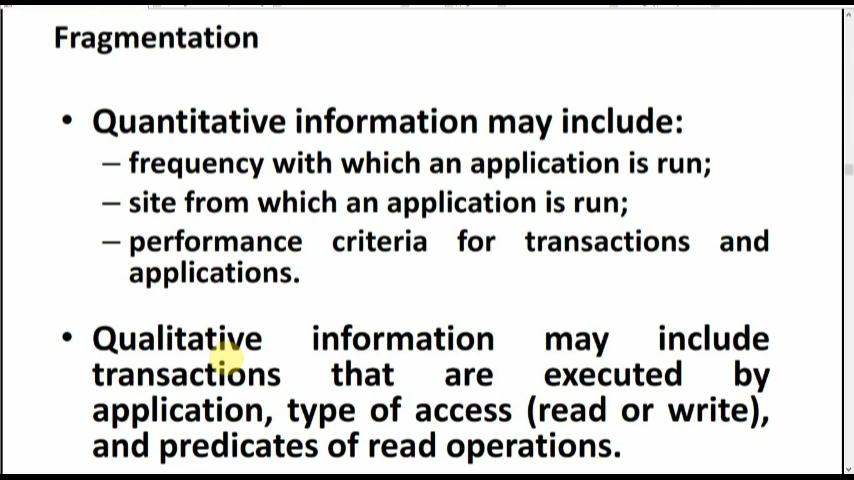 Fragmentation
• Quantitative information may include:
– frequency with which an application is run;
– site from which an application is run;
– performance criteria for transactions and
applications.
• Qualitative information may include
transactions that are executed by
application, type of access (read or write),
and predicates of read operations.